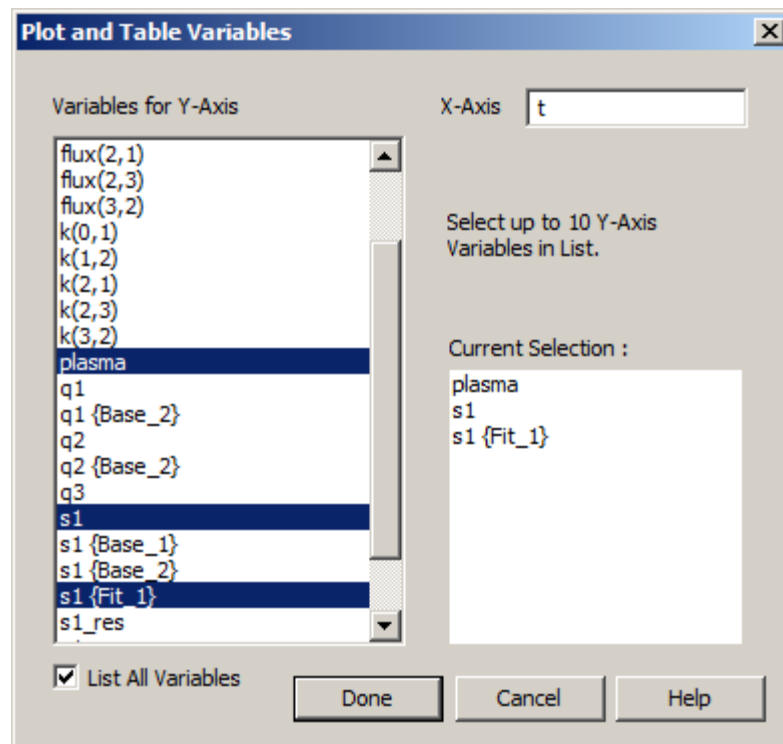 Plot and Table Variables
Variables for Y-Axis
X-Axis
t
flux(2,1)
flux(2,3)
flux(3,2)
k(0,1)
k(1,2)
k(2,1)
k(2,3)
k(3,2)
plasma
q1
q1 {Base_2}
q2
q2 {Base_2}
q3
s1
s1 {Base_1}
s1 {Base_2}
s1 {Fit_1}
s1_res
Select up to 10 Y-Axis
Variables in List.
Current Selection :
plasma
s1
s1 {Fit_1}
List All Variables
Done
Cancel
Help